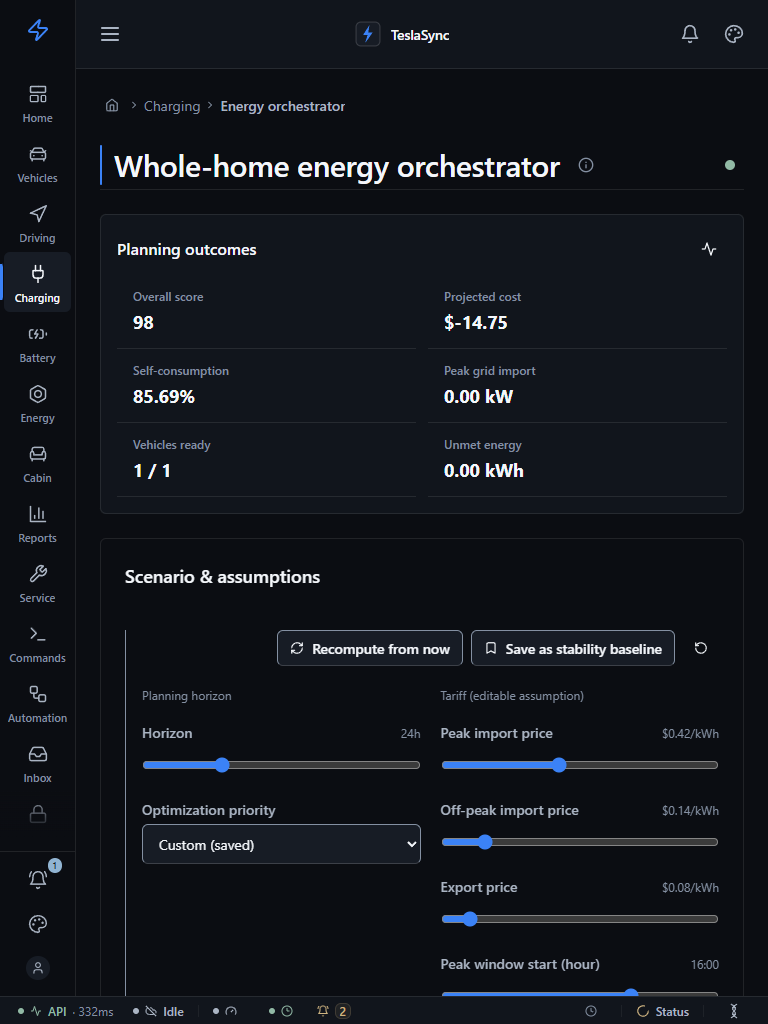 TeslaSync
Home
Vehicles
Driving
Charging
Battery
Energy
Cabin
Reports
Service
Commands
Automation
Inbox
1
Charging
Energy orchestrator
Whole-home energy orchestrator
Planning outcomes
Overall score
98
Projected cost
$-14.75
Self-consumption
85.69%
Peak grid import
0.00 kW
Vehicles ready
1 / 1
Unmet energy
0.00 kWh
Scenario & assumptions
Recompute from now
Save as stability baseline
Planning horizon
Horizon
24h
Optimization priority
Custom (saved)
Tariff (editable assumption)
Peak import price
$0.42/kWh
Off-peak import price
$0.14/kWh
Export price
$0.08/kWh
Peak window start (hour)
16:00
API · 332ms
Idle
2
Status